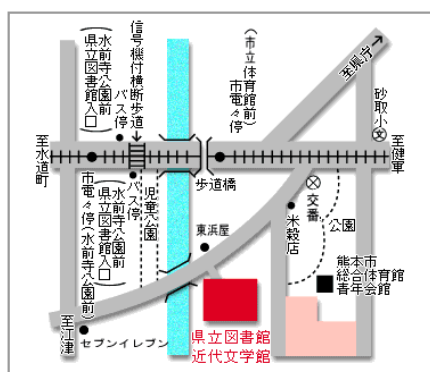 水前寺公園前
(県立図書館入口)
バス停
信号機付横断歩道
(市立体育館前)
市電々停
至県庁
砂取小
文
至水道町
至健軍
市電々停(水前寺公園前)
水前寺公園前
(県立図書館入口)
バス停
児童公園
歩道橋
交番
公園
米穀店
東浜屋
熊本市
総合体育館
青年会館
至江津
セブンイレブン
県立図書館
近代文学館